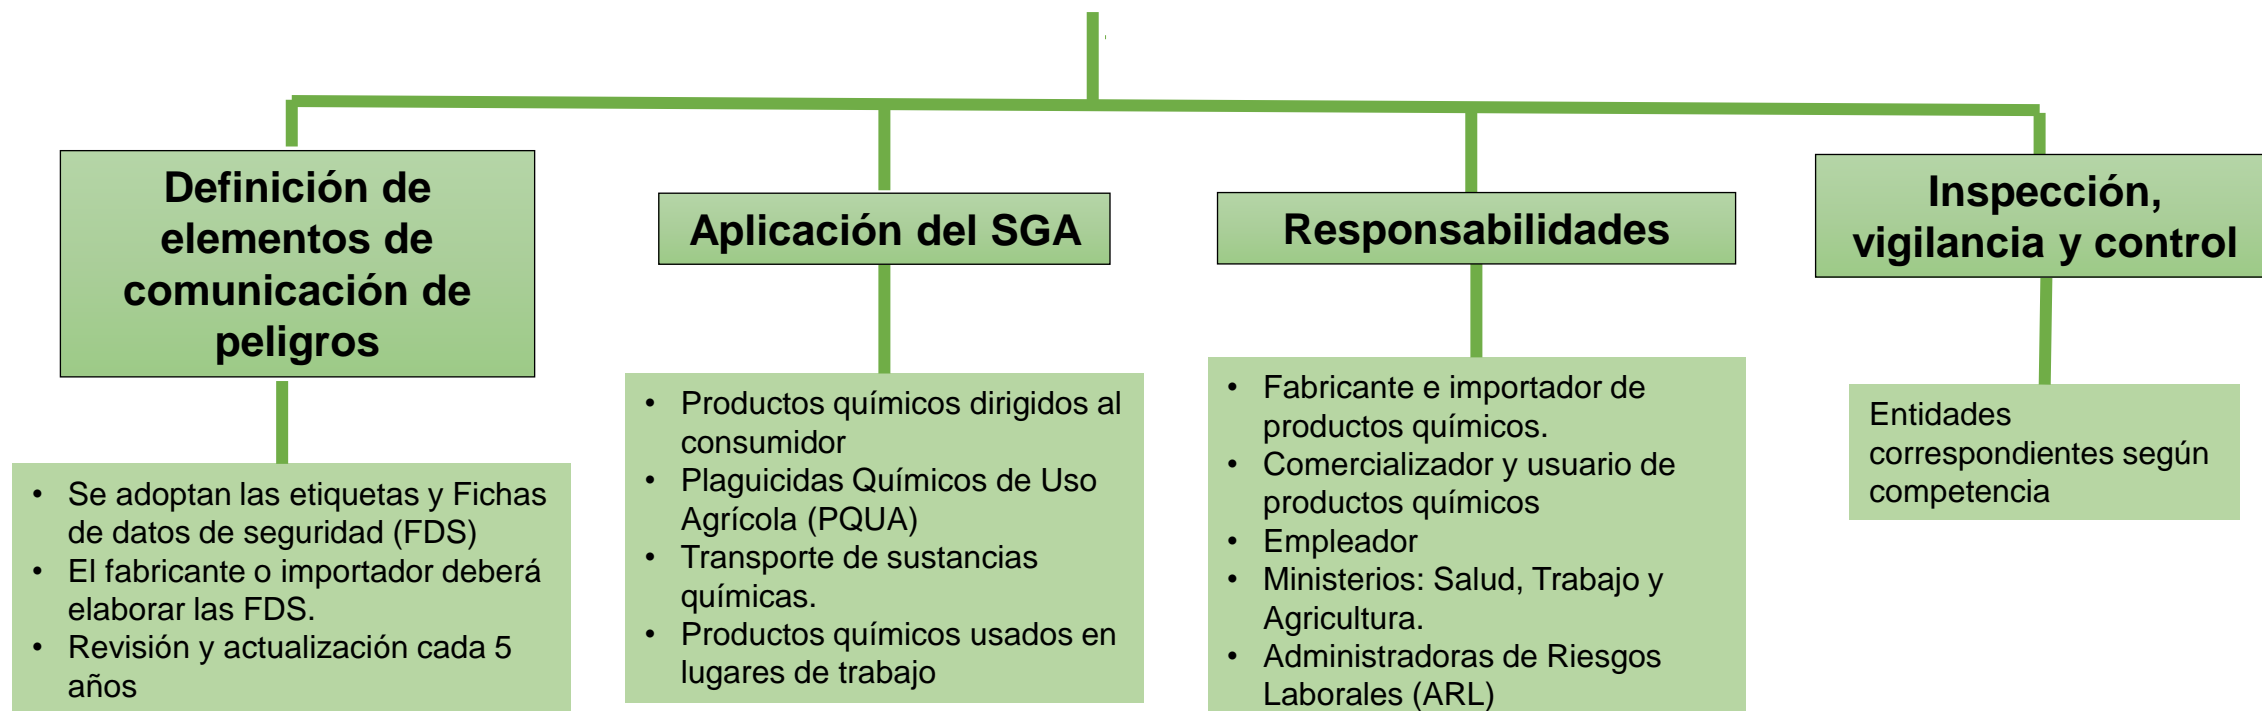 Definición de
elementos de
comunicación de
peligros
• Se adoptan las etiquetas y Fichas
de datos de seguridad (FDS)
• El fabricante o importador deberá
elaborar las FDS.
• Revisión y actualización cada 5
años
Aplicación del SGA
• Productos químicos dirigidos al
consumidor
• Plaguicidas Químicos de Uso
Agrícola (PQUA)
• Transporte de sustancias
químicas.
• Productos químicos usados en
lugares de trabajo
Responsabilidades
• Fabricante e importador de
productos químicos.
• Comercializador y usuario de
productos químicos
• Empleador
• Ministerios: Salud, Trabajo y
Agricultura.
• Administradoras de Riesgos
Laborales (ARL)
Inspección,
vigilancia y control
Entidades
correspondientes según
competencia